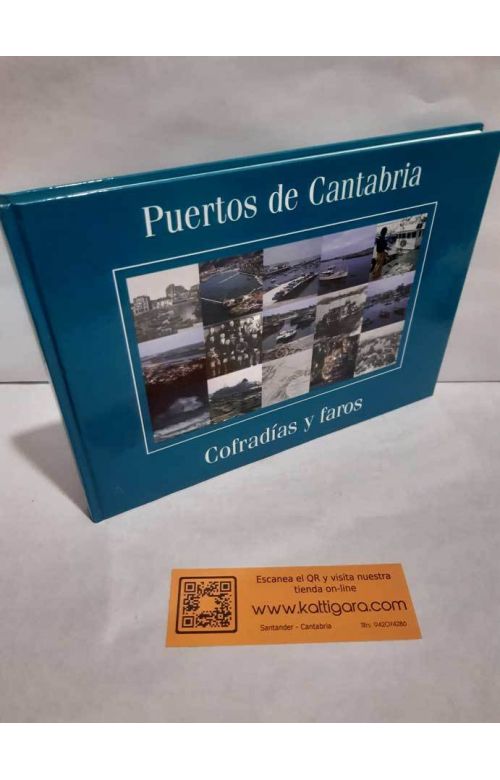 Puertos de Cantabria
Cofradías y faros
Escanea el QR y visita nuestra
tienda on-line
www.kattigara.com
Santander - Cantabria